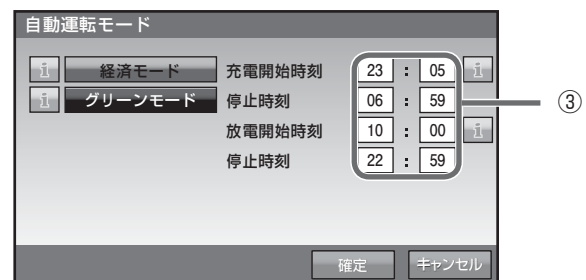 自動運転モード
i 経済モード 充電開始時刻 23 : 05 i
i グリーンモード 停止時刻 06 : 59 ③
放電開始時刻 10 : 00 i
停止時刻 22 : 59
確定 キャンセル